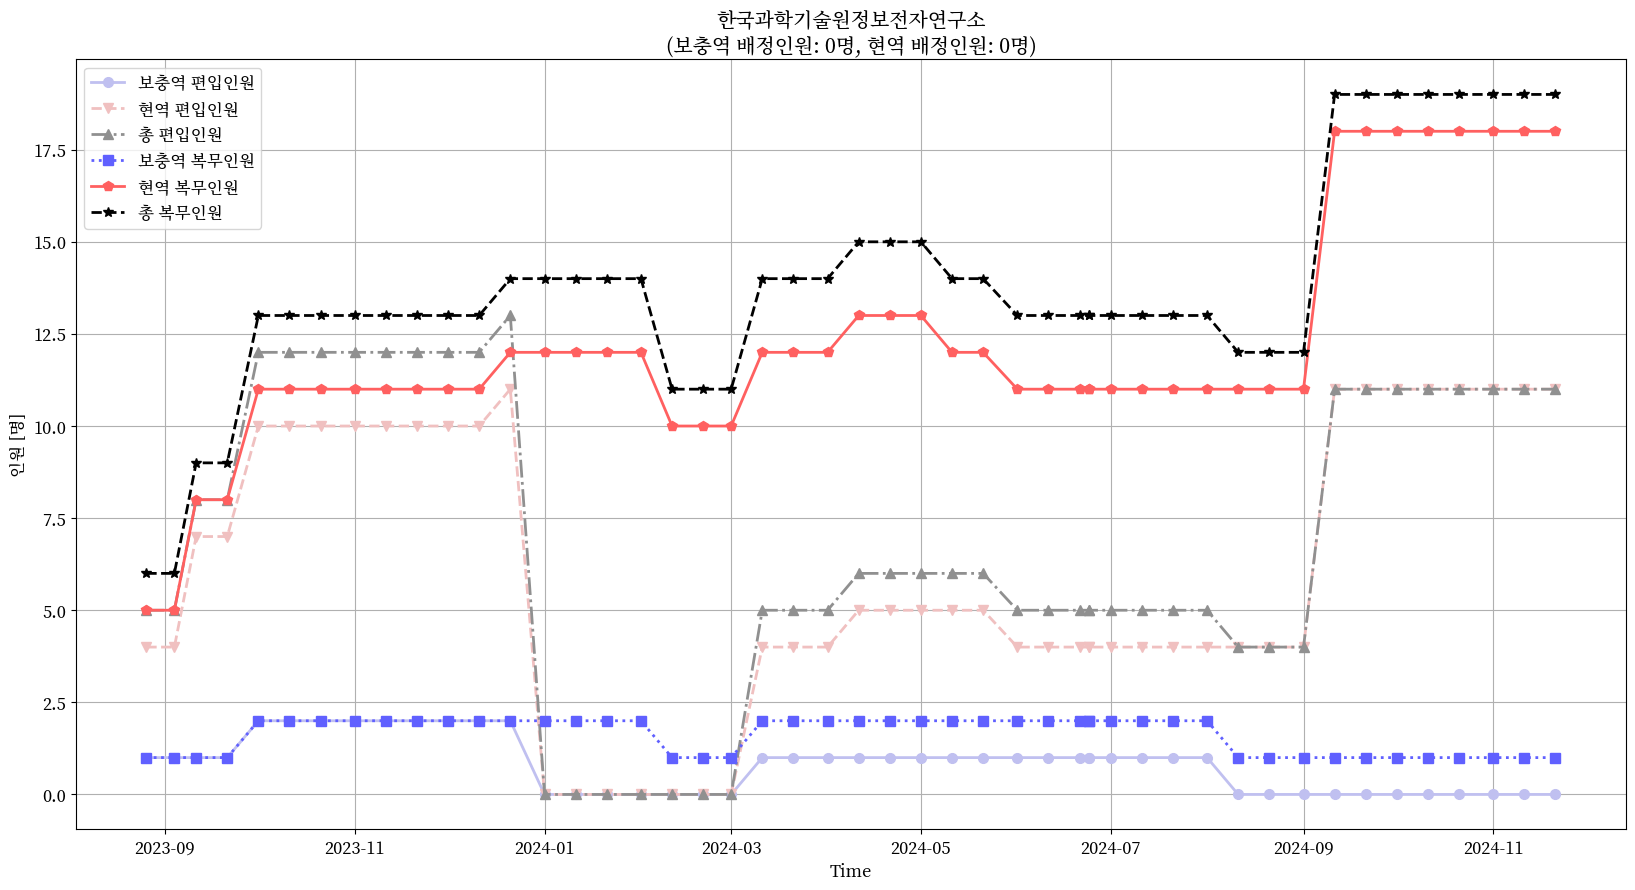 한국과학기술원정보전자연구소
(보충역 배정인원: 0명, 현역 배정인원: 0명)
보충역 편입인원
현역 편입인원
총 편입인원
보충역 복무인원
현역 복무인원
총 복무인원
인원 [명]
17.5
15.0
12.5
10.0
7.5
5.0
2.5
0.0
2023-09 2023-11 2024-01 2024-03 2024-05 2024-07 2024-09 2024-11
Time